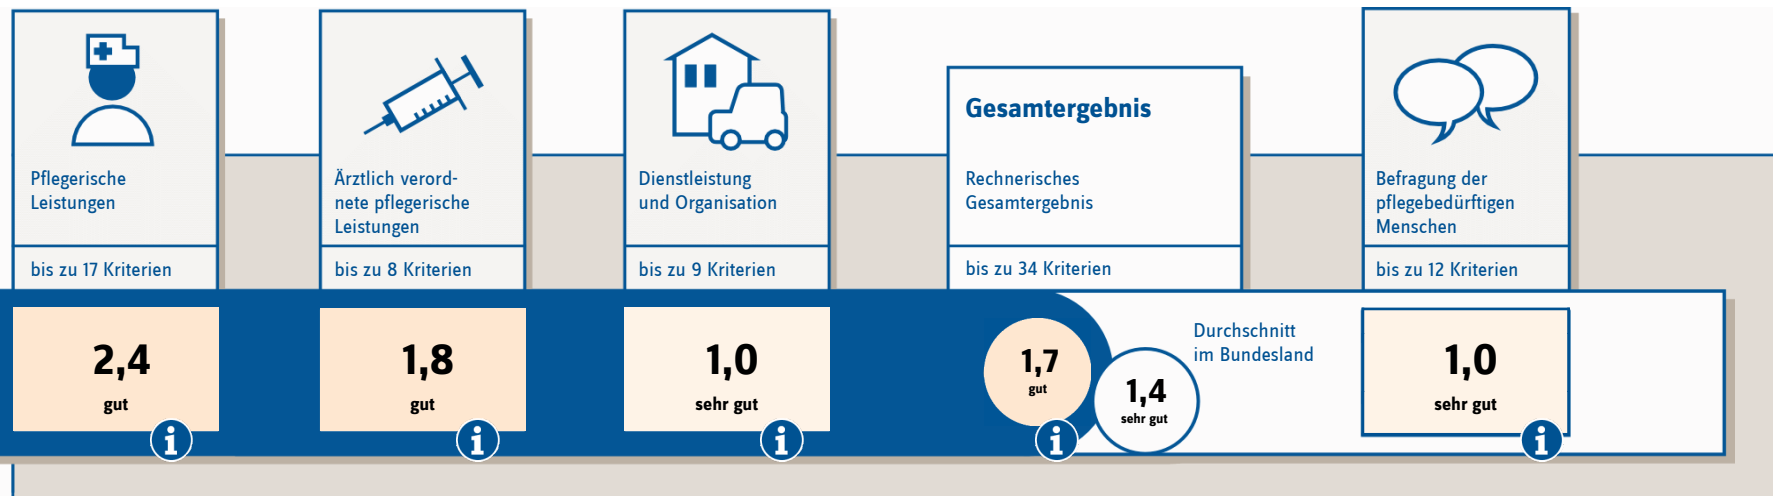 Pflegerische
Leistungen
bis zu 17 Kriterien
2,4
gut
i
Ärztlich verord-
nete pflegerische
Leistungen
bis zu 8 Kriterien
1,8
gut
i
Dienstleistung
und Organisation
bis zu 9 Kriterien
1,0
sehr gut
i
Gesamtergebnis
Rechnerisches
Gesamtergebnis
bis zu 34 Kriterien
1,7
gut
i
1,4
sehr gut
Durchschnitt
im Bundesland
Befragung der
pflegebedürftigen
Menschen
bis zu 12 Kriterien
1,0
sehr gut
i